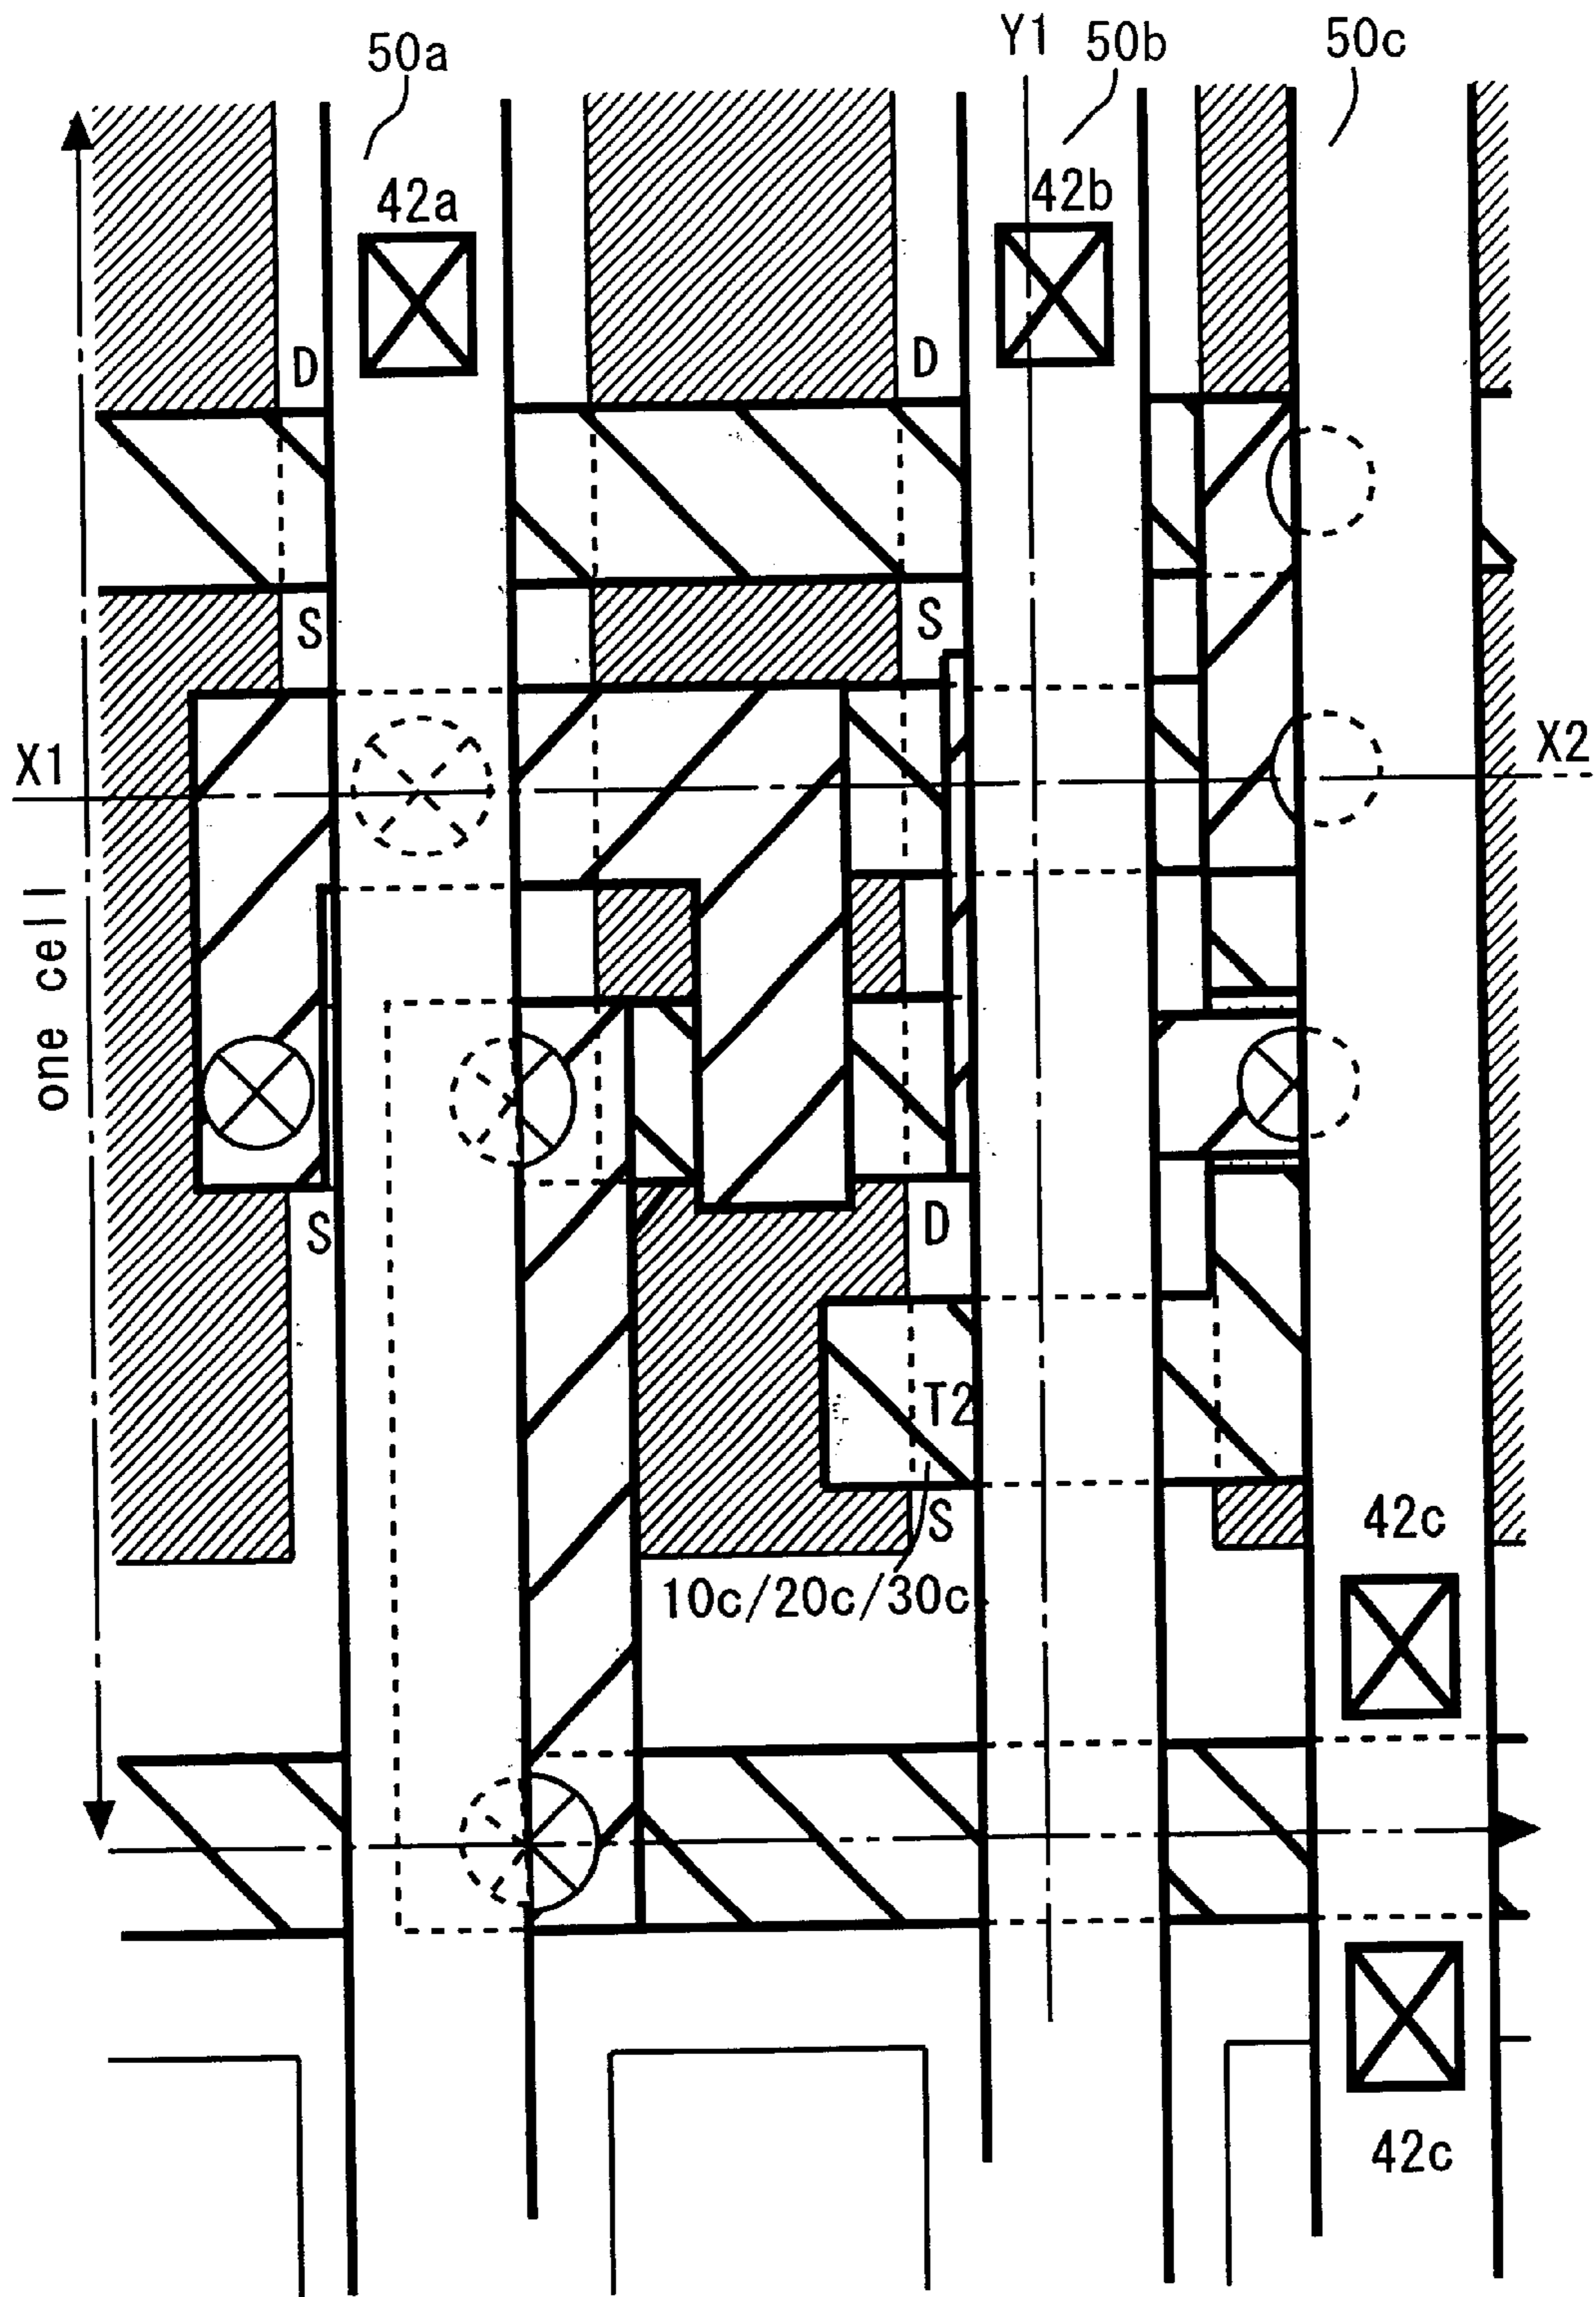 Y1
50a
50b
50c
42a
42b
D
D
S
S
X1
X2
one cell
S
D
T2
S
42c
10c/20c/30c
42c